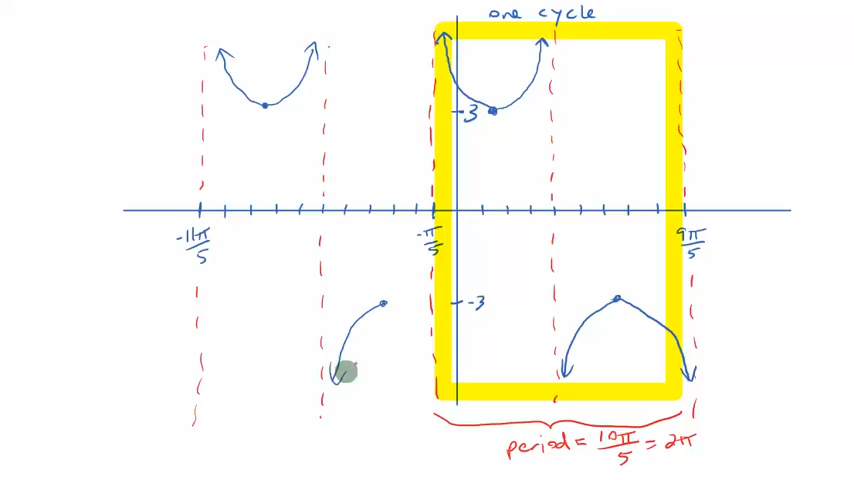 one cycle
3
-11π/5
-π/5
9π/5
-3
period = 10π/5 = 2π